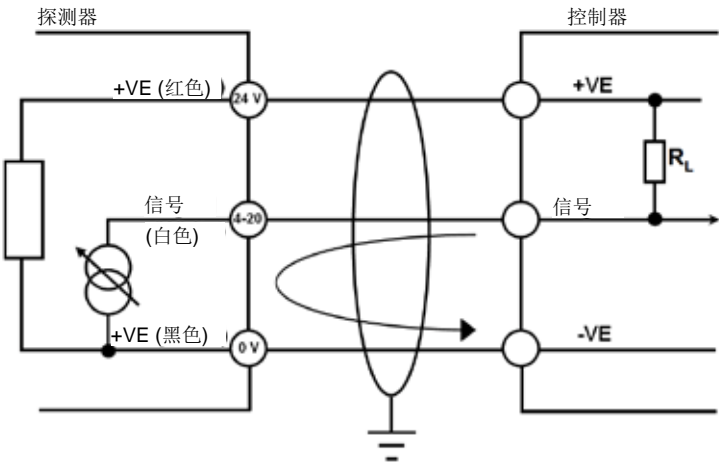 探测器
控制器
+VE (红色)
24 V
+VE
R_L
信号
(白色)
4-20
信号
+VE (黑色)
0 V
-VE